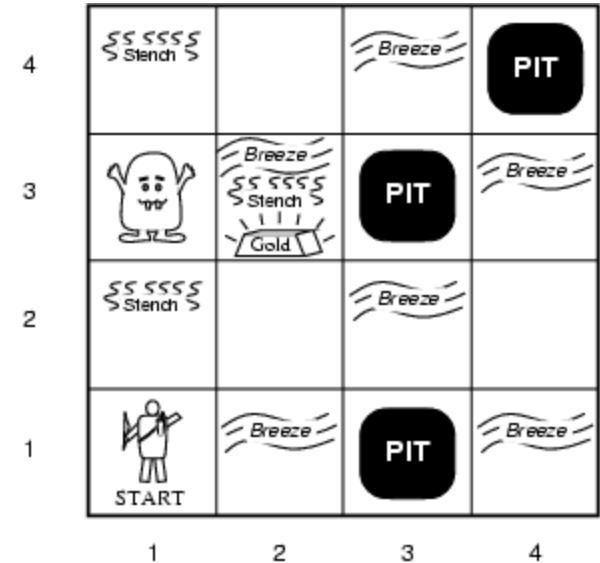 4
Stench
Breeze
PIT
3
Breeze
Stench
Gold
PIT
Breeze
2
Stench
Breeze
1
START
Breeze
PIT
Breeze
1
2
3
4